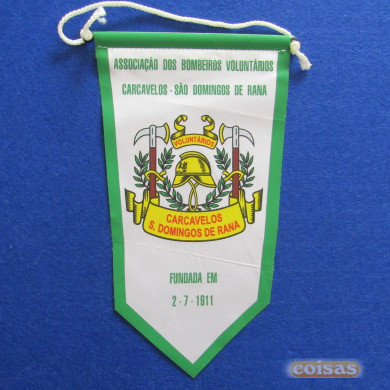 ASSOCIAÇÃO DOS BOMBEIROS VOLUNTÁRIOS
CARCAVELOS - SÃO DOMINGOS DE RANA
VOLUNTÁRIOS
CARCAVELOS
S. DOMINGOS DE RANA
FUNDADA EM
2-7-1911
coisas